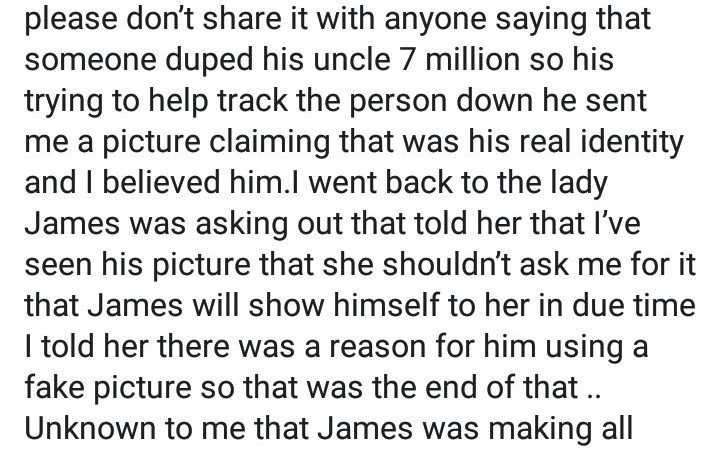 please don’t share it with anyone saying that
someone duped his uncle 7 million so his
trying to help track the person down he sent
me a picture claiming that was his real identity
and I believed him.I went back to the lady
James was asking out that told her that I’ve
seen his picture that she shouldn’t ask me for it
that James will show himself to her in due time
I told her there was a reason for him using a
fake picture so that was the end of that ..
Unknown to me that James was making all